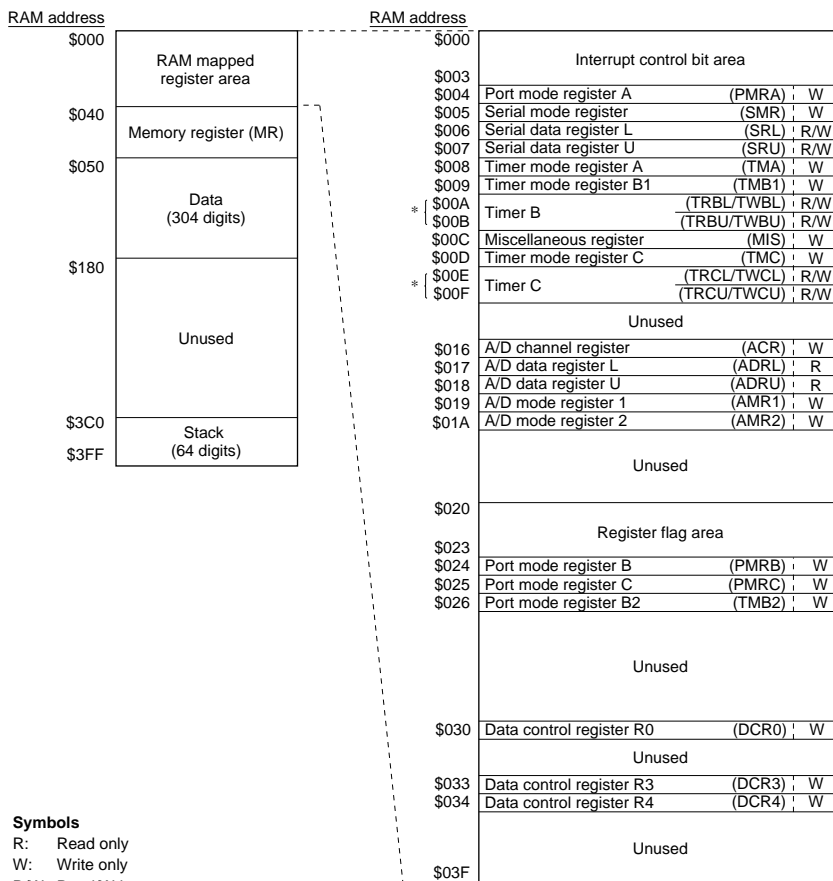 RAM address
$000
RAM mapped
register area
$040
Memory register (MR)
$050
Data
(304 digits)
$180
Unused
$3C0
Stack
(64 digits)
$3FF
RAM address
$000
Interrupt control bit area
$003
$004 Port mode register A (PMRA) W
$005 Serial mode register (SMR) W
$006 Serial data register L (SRL) R/W
$007 Serial data register U (SRU) R/W
$008 Timer mode register A (TMA) W
$009 Timer mode register B1 (TMB1) W
* $00A Timer B (TRBL/TWBL) R/W
$00B (TRBU/TWBU) R/W
$00C Miscellaneous register (MIS) W
$00D Timer mode register C (TMC) W
* $00E Timer C (TRCL/TWCL) R/W
$00F (TRCU/TWCU) R/W
Unused
$016 A/D channel register (ACR) W
$017 A/D data register L (ADRL) R
$018 A/D data register U (ADRU) R
$019 A/D mode register 1 (AMR1) W
$01A A/D mode register 2 (AMR2) W
Unused
$020
Register flag area
$023
$024 Port mode register B (PMRB) W
$025 Port mode register C (PMRC) W
$026 Port mode register B2 (TMB2) W
Unused
$030 Data control register R0 (DCR0) W
Unused
$033 Data control register R3 (DCR3) W
$034 Data control register R4 (DCR4) W
Unused
$03F
Symbols
R: Read only
W: Write only